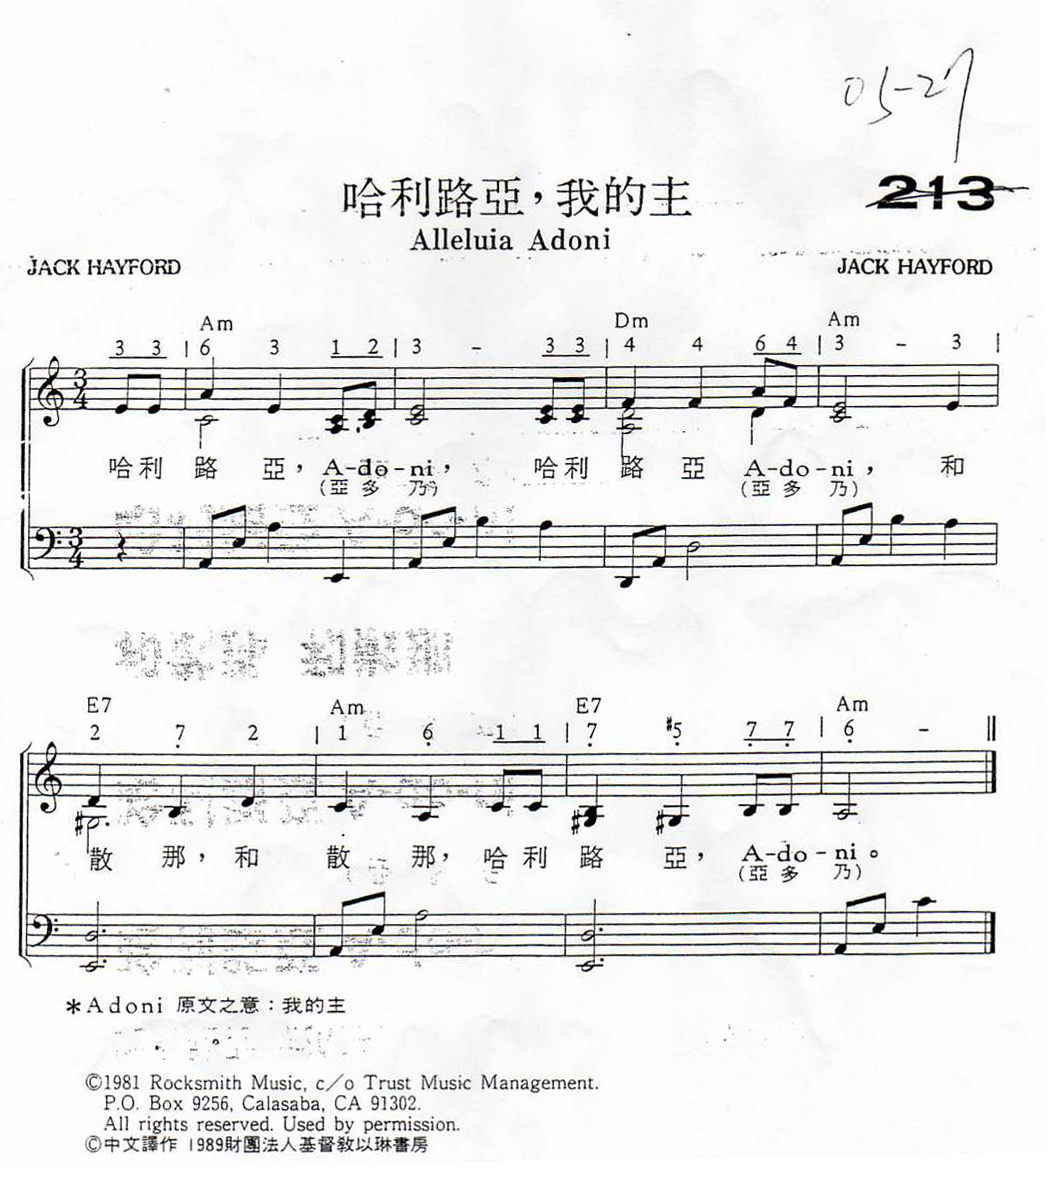 05-27
213
哈利路亞，我的主
Alleluia Adoni
JACK HAYFORD JACK HAYFORD
Am Dm Am
3 3 | 6 3 1 2 | 3 - 3 3 | 4 4 6 4 | 3 - 3 |
哈利 路 亞， A-do-ni， 哈利 路 亞 A-do-ni， 和
(亞多 乃) (亞多 乃)
E7 Am E7 Am
2 7̣ 2 | 1 6̣ 1 1 | 7̣ #5̣ 7̣ 7̣ | 6̣ - ‖
散 那，和 散 那，哈利 路 亞， A-do-ni。
(亞多 乃)
*Adoni 原文之意：我的主
©1981 Rocksmith Music, c/o Trust Music Management.
P.O. Box 9256, Calasaba, CA 91302.
All rights reserved. Used by permission.
©中文譯作 1989財團法人基督教以琳書房